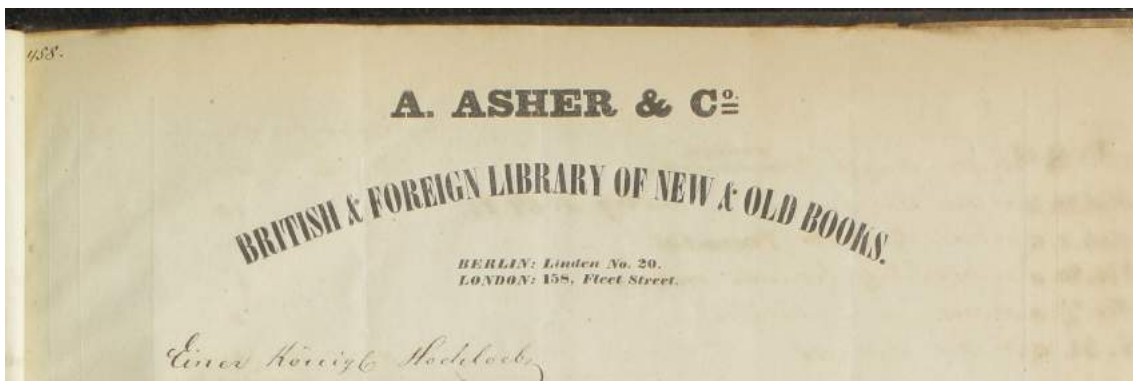 458.
A. ASHER & Co.
BRITISH & FOREIGN LIBRARY OF NEW & OLD BOOKS.
BERLIN: Linden No. 20.
LONDON: 158, Fleet Street.
Einer Königl Hochlöbl